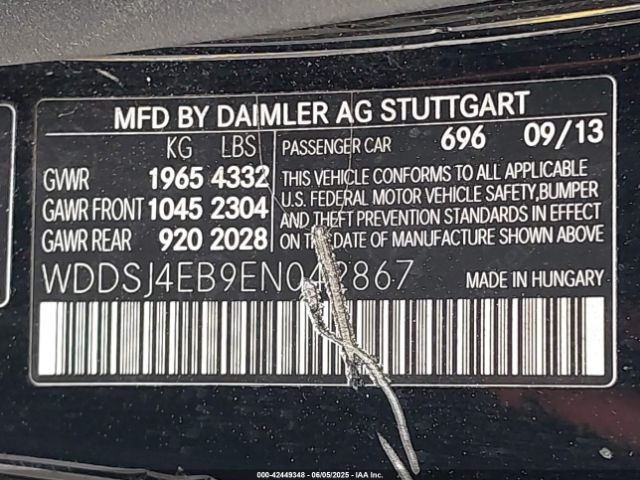 MFD BY DAIMLER AG STUTTGART
KG LBS PASSENGER CAR 696 09/13
GVWR 1965 4332
GAWR FRONT 1045 2304
GAWR REAR 920 2028
THIS VEHICLE CONFORMS TO ALL APPLICABLE
U.S. FEDERAL MOTOR VEHICLE SAFETY,BUMPER
AND THEFT PREVENTION STANDARDS IN EFFECT
ON THE DATE OF MANUFACTURE SHOWN ABOVE
WDDSJ4EB9EN042867 MADE IN HUNGARY
000-42449348 - 06/05/2025 - IAA Inc.